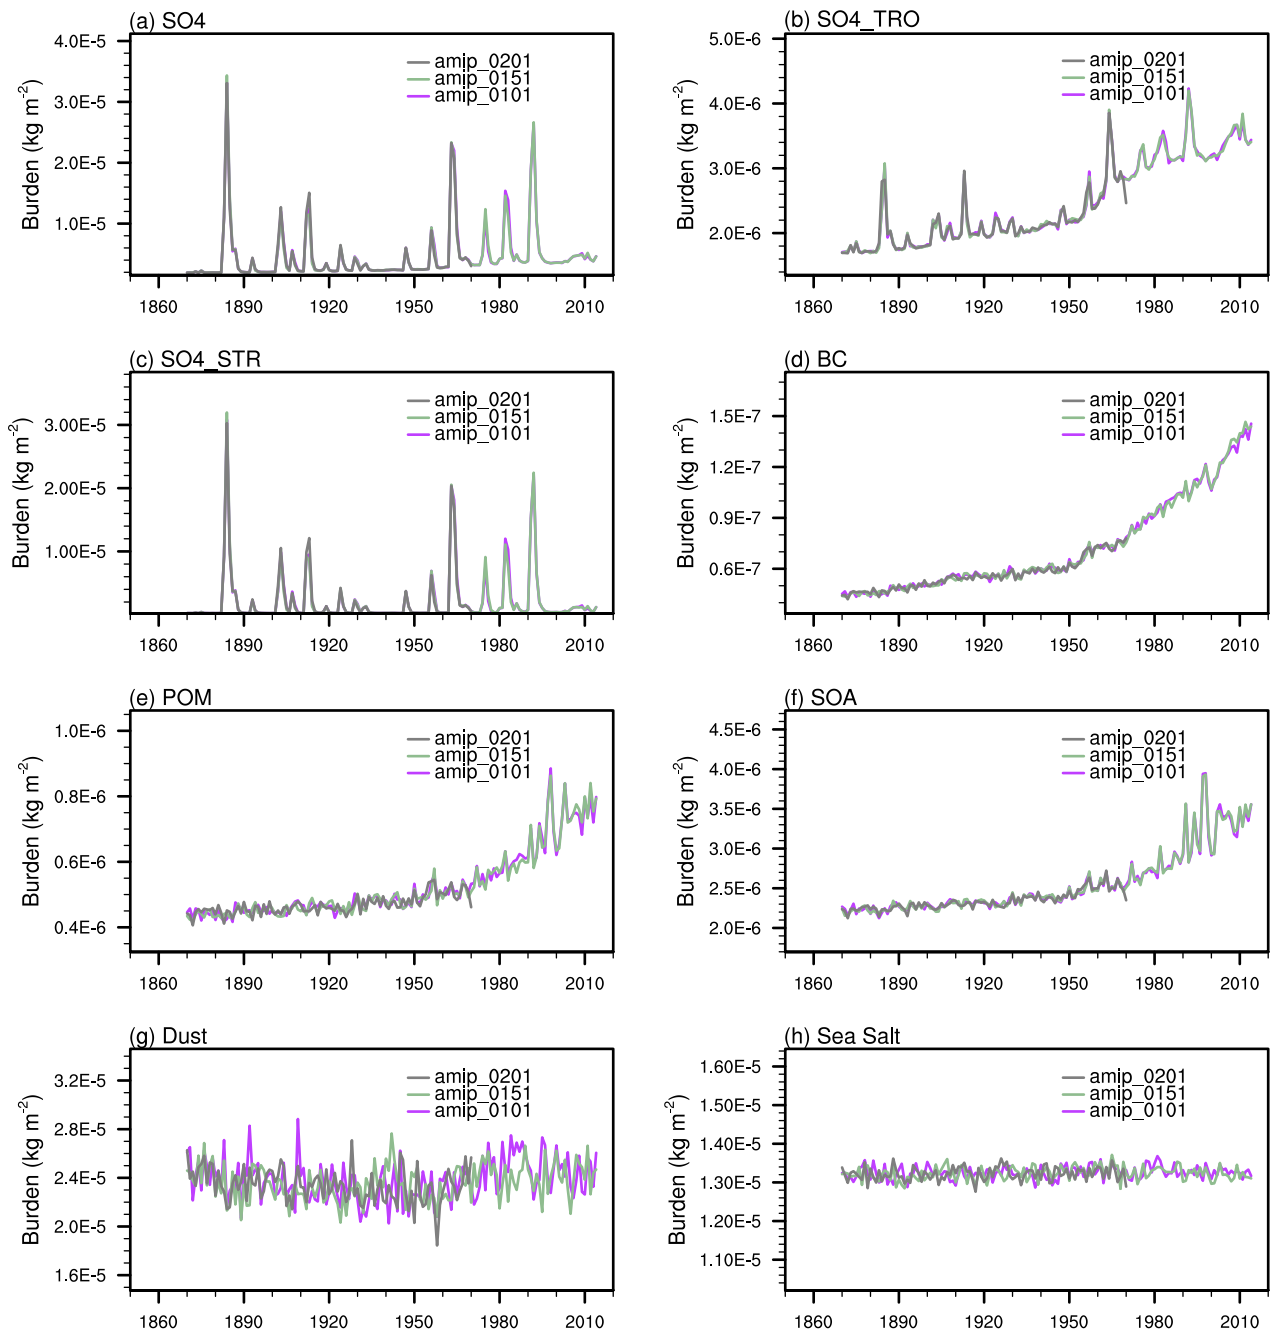 (a) SO4
4.0E-5
3.0E-5
2.0E-5
1.0E-5
Burden (kg m-2)
amip_0201
amip_0151
amip_0101
1860 1890 1920 1950 1980 2010
(b) SO4_TRO
5.0E-6
4.0E-6
3.0E-6
2.0E-6
Burden (kg m-2)
amip_0201
amip_0151
amip_0101
1860 1890 1920 1950 1980 2010
(c) SO4_STR
3.00E-5
2.00E-5
1.00E-5
Burden (kg m-2)
amip_0201
amip_0151
amip_0101
1860 1890 1920 1950 1980 2010
(d) BC
1.5E-7
1.2E-7
0.9E-7
0.6E-7
Burden (kg m-2)
amip_0201
amip_0151
amip_0101
1860 1890 1920 1950 1980 2010
(e) POM
1.0E-6
0.8E-6
0.6E-6
0.4E-6
Burden (kg m-2)
amip_0201
amip_0151
amip_0101
1860 1890 1920 1950 1980 2010
(f) SOA
4.5E-6
4.0E-6
3.5E-6
3.0E-6
2.5E-6
2.0E-6
Burden (kg m-2)
amip_0201
amip_0151
amip_0101
1860 1890 1920 1950 1980 2010
(g) Dust
3.2E-5
2.8E-5
2.4E-5
2.0E-5
1.6E-5
Burden (kg m-2)
amip_0201
amip_0151
amip_0101
1860 1890 1920 1950 1980 2010
(h) Sea Salt
1.60E-5
1.50E-5
1.40E-5
1.30E-5
1.20E-5
1.10E-5
Burden (kg m-2)
amip_0201
amip_0151
amip_0101
1860 1890 1920 1950 1980 2010